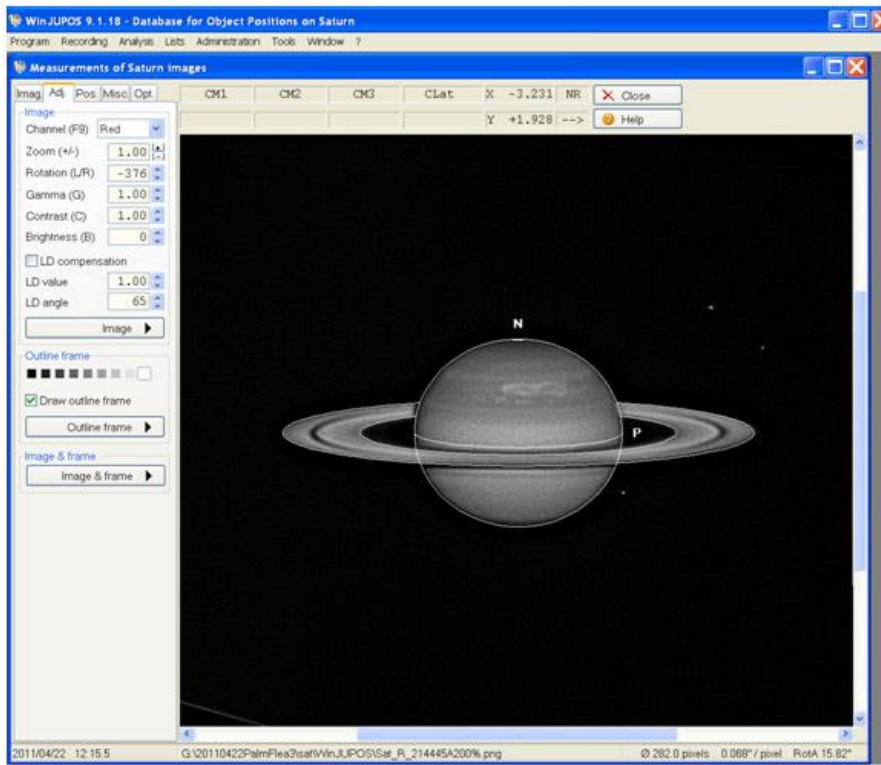 WinJUPOS 9.1.18 - Database for Object Positions on Saturn
Program Recording Analysis Lists Administration Tools Window ?
Measurements of Saturn images
Imag. Adj. Pos. Misc. Opt.
CM1 CM2 CM3 CLat X -3.231 NR Close
Y +1.928 --> Help
Image
Channel (F9) Red
Zoom (+/-) 1.00
Rotation (L/R) -376
Gamma (G) 1.00
Contrast (C) 1.00
Brightness (B) 0
LD compensation
LD value 1.00
LD angle 65
Image
Outline frame
Draw outline frame
Outline frame
Image & frame
Image & frame
N
P
2011/04/22 12:15.5 G:\20110422PalmFlea3\sat\WinJUPOS\Sat_R_214445A200%.png Ø 282.0 pixels 0.068"/ pixel RotA 15.82°